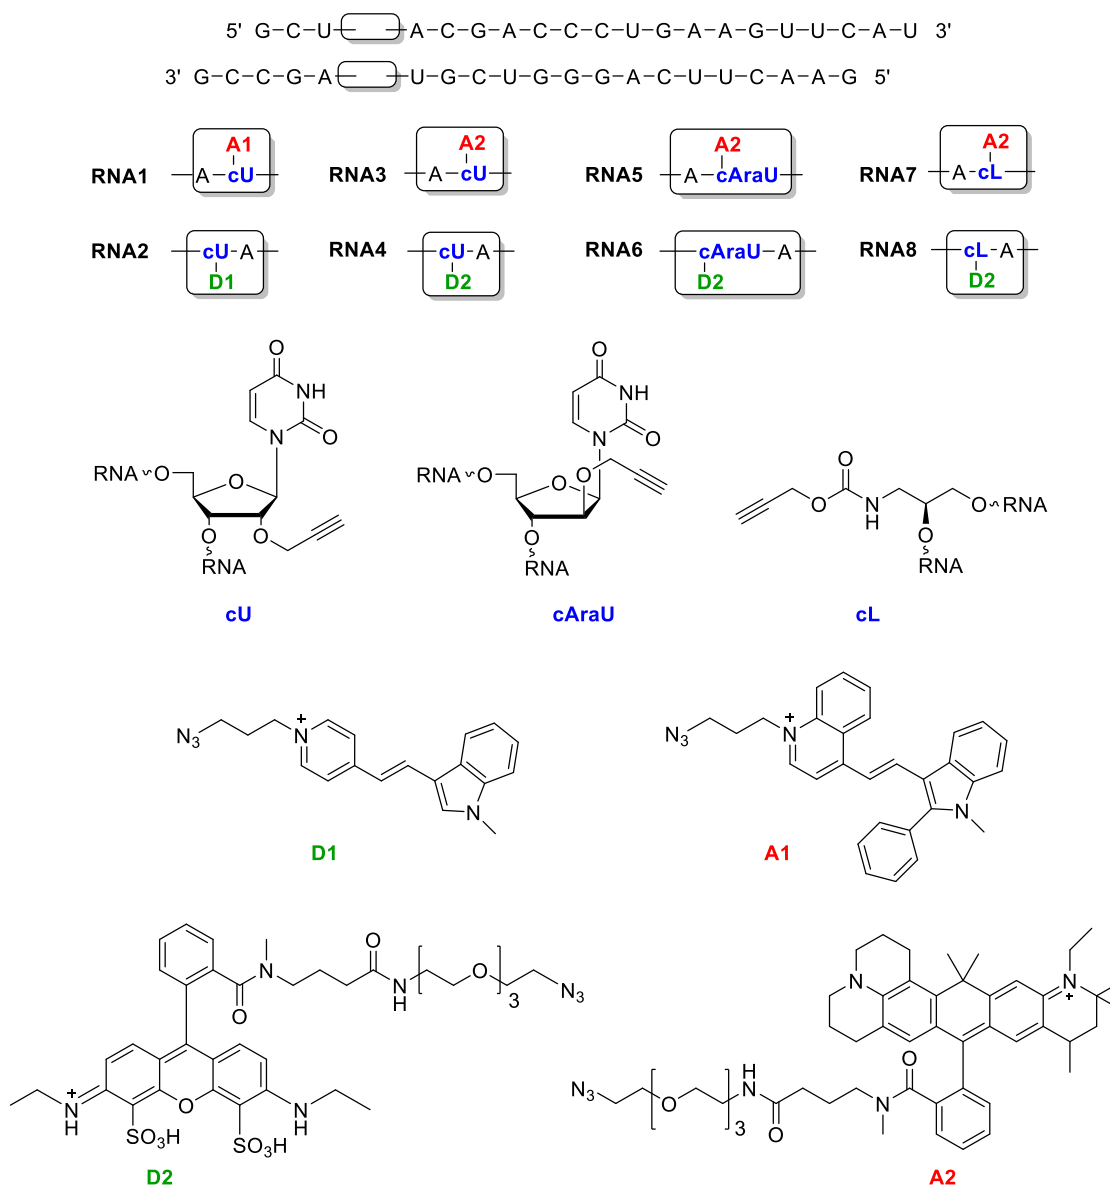 5' G-C-U- -A-C-G-A-C-C-C-U-G-A-A-G-U-U-C-A-U 3'
3' G-C-C-G-A- -U-G-C-U-G-G-G-A-C-U-U-C-A-A-G 5'
A1 A2 A2 A2
RNA1 A cU RNA3 A cU RNA5 A cAraU RNA7 A cL
RNA2 cU-A RNA4 cU-A RNA6 cAraU-A RNA8 cL-A
D1 D2 D2 D2
O
NH
N O
RNA O O
O O
RNA
cU
O
NH
N O
RNA O O O
O
RNA
cAraU
O
O N
H
O RNA
O
RNA
cL
N3 N+
N
D1
N3 N+
N
A1
O
N N
H
O
O 3 N3
O
N+
H
O N
H
SO3H SO3H
D2
N N+
N3 O 3 H
N O
O
N
A2